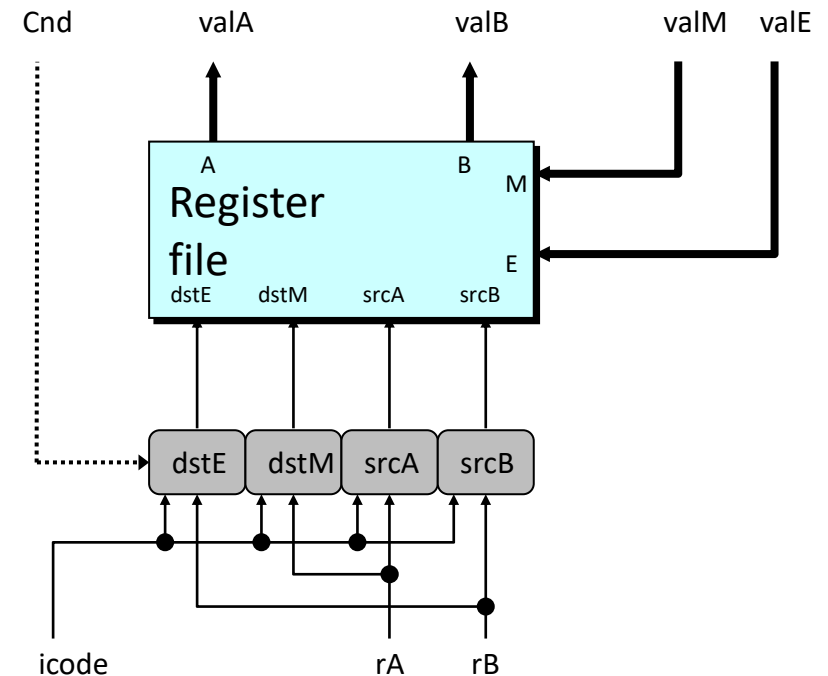 Cnd valA valB valM valE
A B
M
Register
file
E
dstE dstM srcA srcB
dstE dstM srcA srcB
icode rA rB